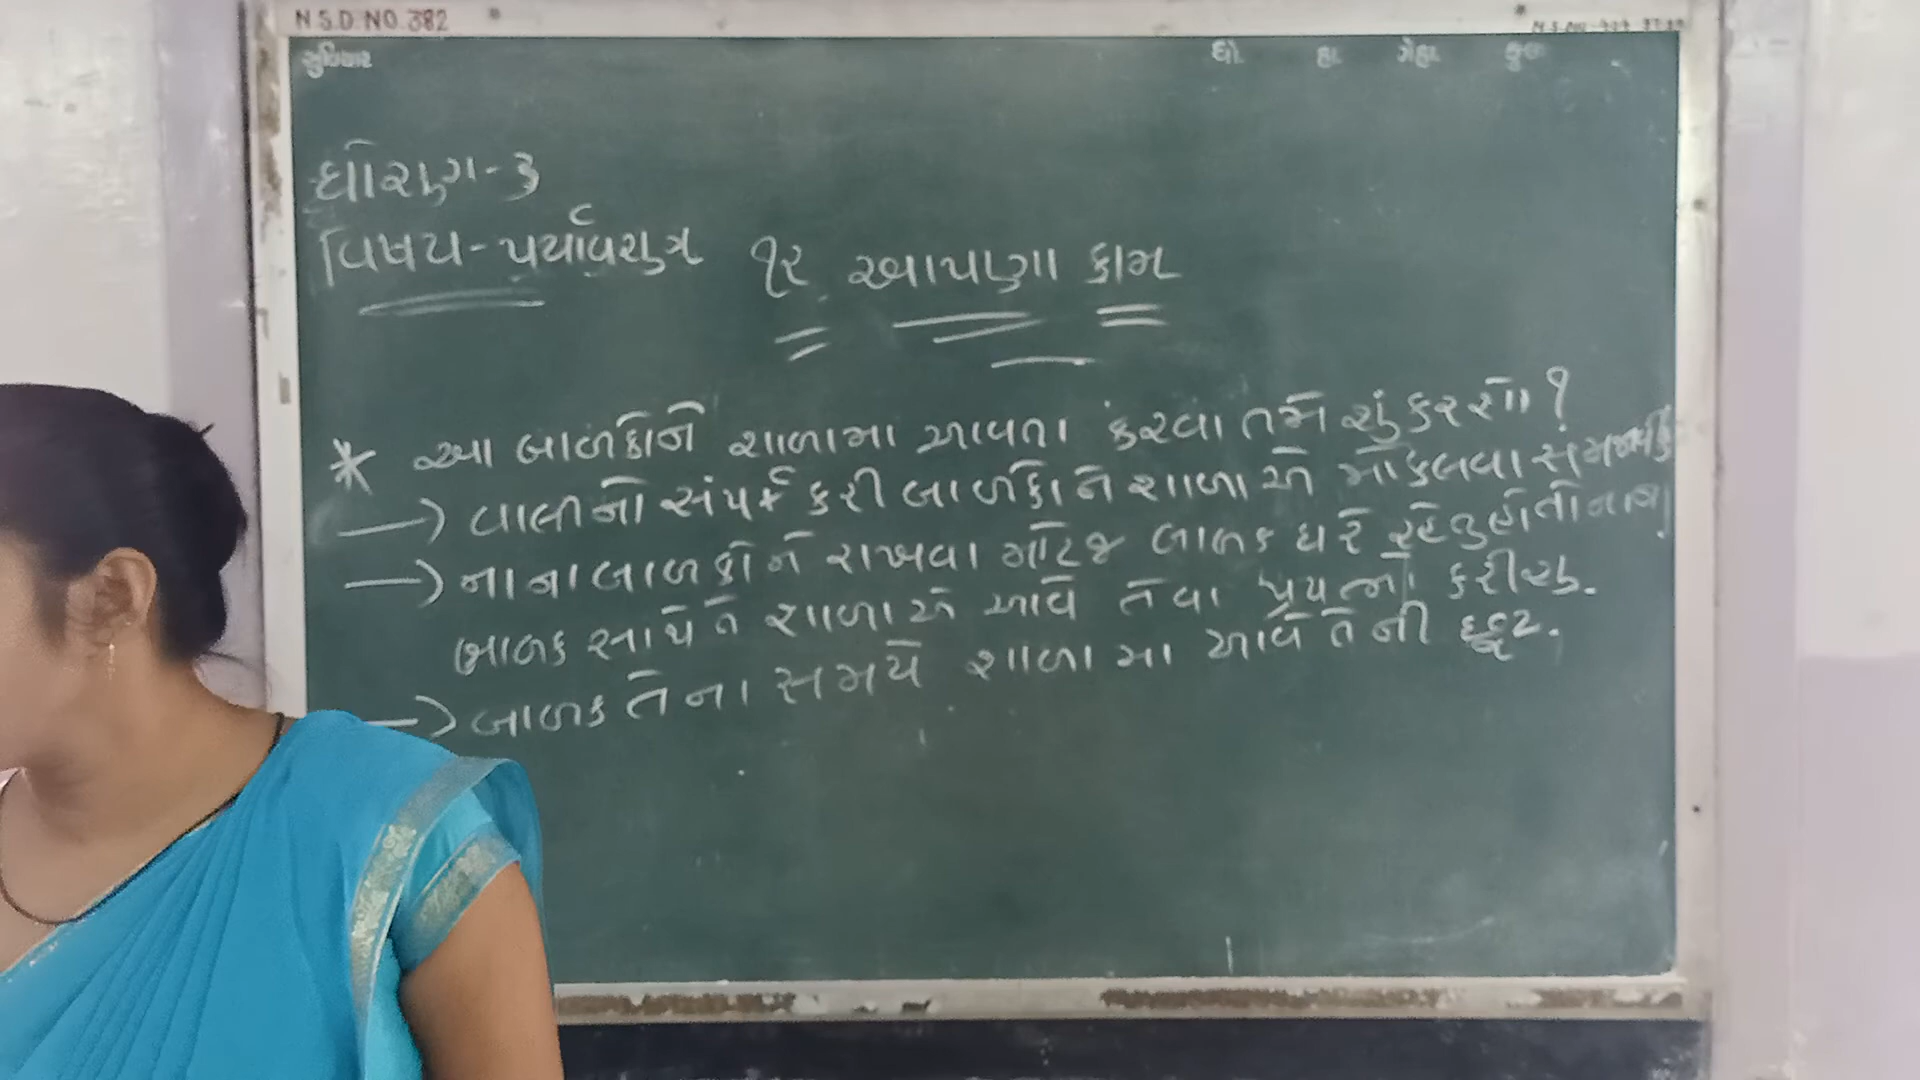 N.S.D. NO. 382
સુવિચાર
ધો. હા. ગેહા. કુલ
ધોરણ-૩
વિષય-પર્યાવરણ
૧૨ આપણા કામ
* આ બાળકોને શાળામા આવતા કરવા તમે શું કરશો ?
→ વાલીનો સંપર્ક કરી બાળકોને શાળાએ મોકલવા
→ નાના બાળકોને રાખવા માટેજ બાળક ઘરે રહેતુ હોતો નાના
બાળક સાથે તે શાળાએ આવે તેવા પ્રયત્નો કરીશુ.
→ બાળક તેના સમયે શાળામા આવે તેની છૂટ.